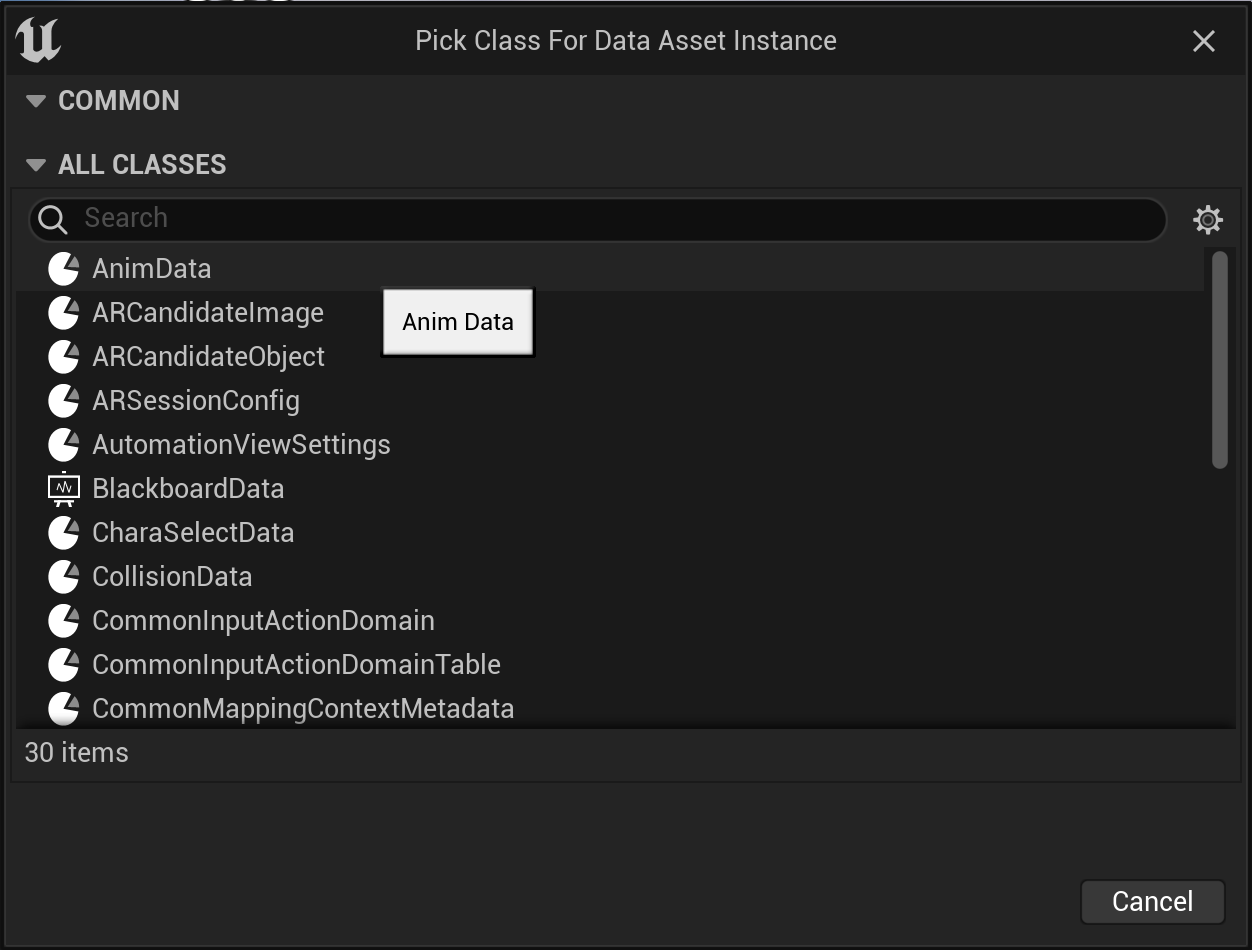 Pick Class For Data Asset Instance
COMMON
ALL CLASSES
Search
AnimData
ARCandidateImage
Anim Data
ARCandidateObject
ARSessionConfig
AutomationViewSettings
BlackboardData
CharaSelectData
CollisionData
CommonInputActionDomain
CommonInputActionDomainTable
CommonMappingContextMetadata
30 items
Cancel